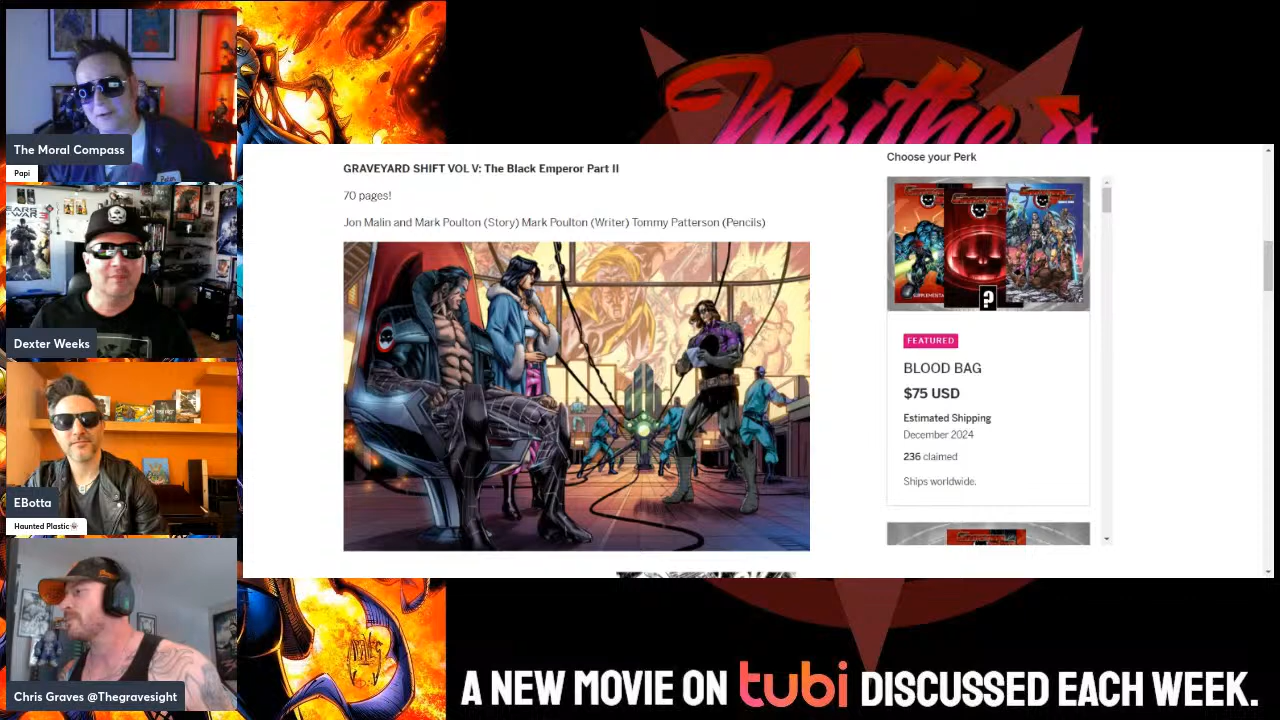 The Moral Compass
Papi
Dexter Weeks
EBotta
Haunted Plastic
Chris Graves @Thegravesight
Writhe &
GRAVEYARD SHIFT VOL V: The Black Emperor Part II
70 pages!
Jon Malin and Mark Poulton (Story) Mark Poulton (Writer) Tommy Patterson (Pencils)
Choose your Perk
?
FEATURED
BLOOD BAG
$75 USD
Estimated Shipping
December 2024
236 claimed
Ships worldwide.
A NEW MOVIE ON tubi DISCUSSED EACH WEEK.